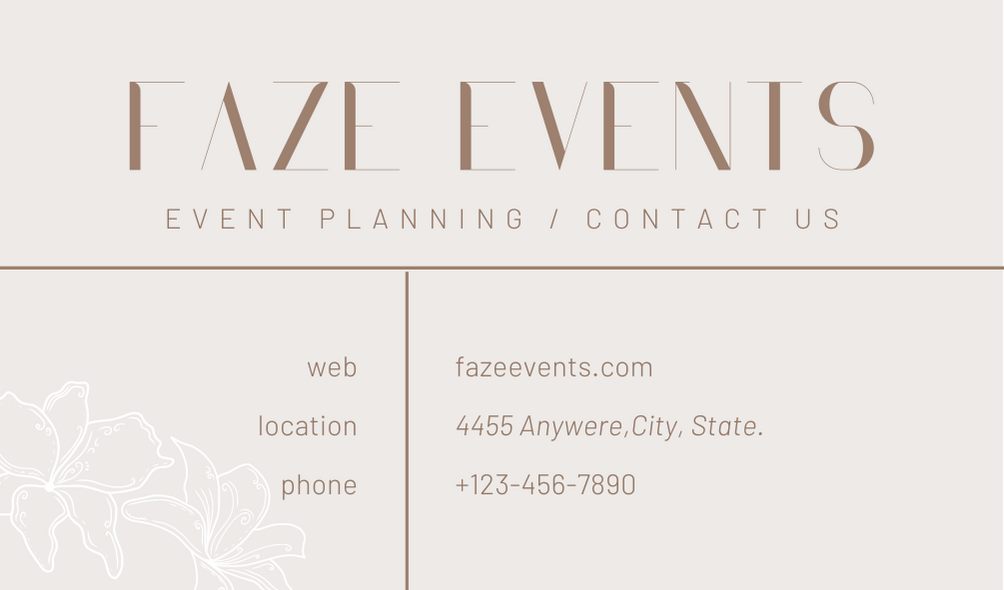 FAZE EVENTS
EVENT PLANNING / CONTACT US
web fazeevents.com
location 4455 Anywere,City, State.
phone +123-456-7890